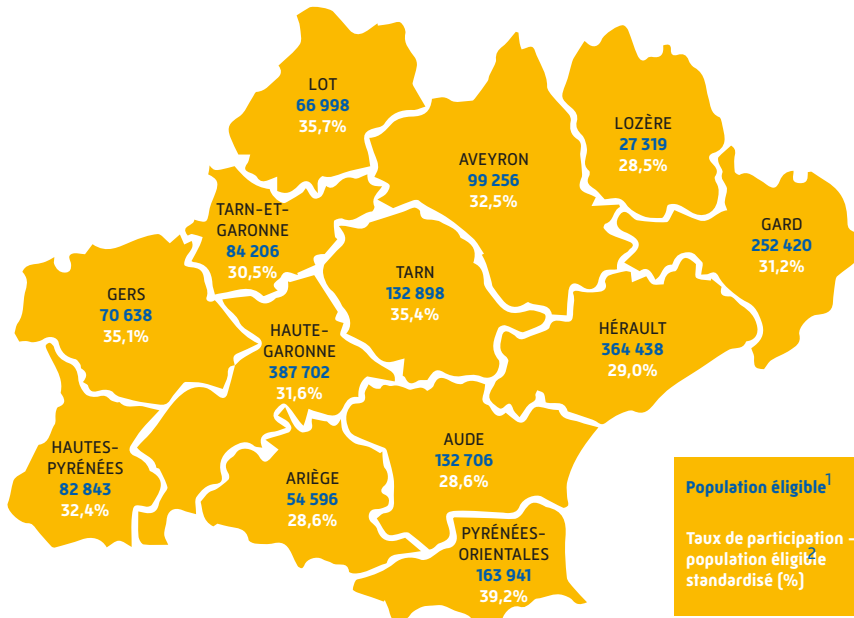 LOT
66 998
35,7%
LOZÈRE
27 319
28,5%
AVEYRON
99 256
32,5%
TARN-ET-
GARONNE
84 206
30,5%
GARD
252 420
31,2%
TARN
132 898
35,4%
GERS
70 638
35,1%
HAUTE-
GARONNE
387 702
31,6%
HÉRAULT
364 438
29,0%
HAUTES-
PYRÉNÉES
82 843
32,4%
AUDE
132 706
28,6%
ARIÈGE
54 596
28,6%
PYRÉNÉES-
ORIENTALES
163 941
39,2%
Population éligible1
Taux de participation –
population éligible2
standardisé (%)